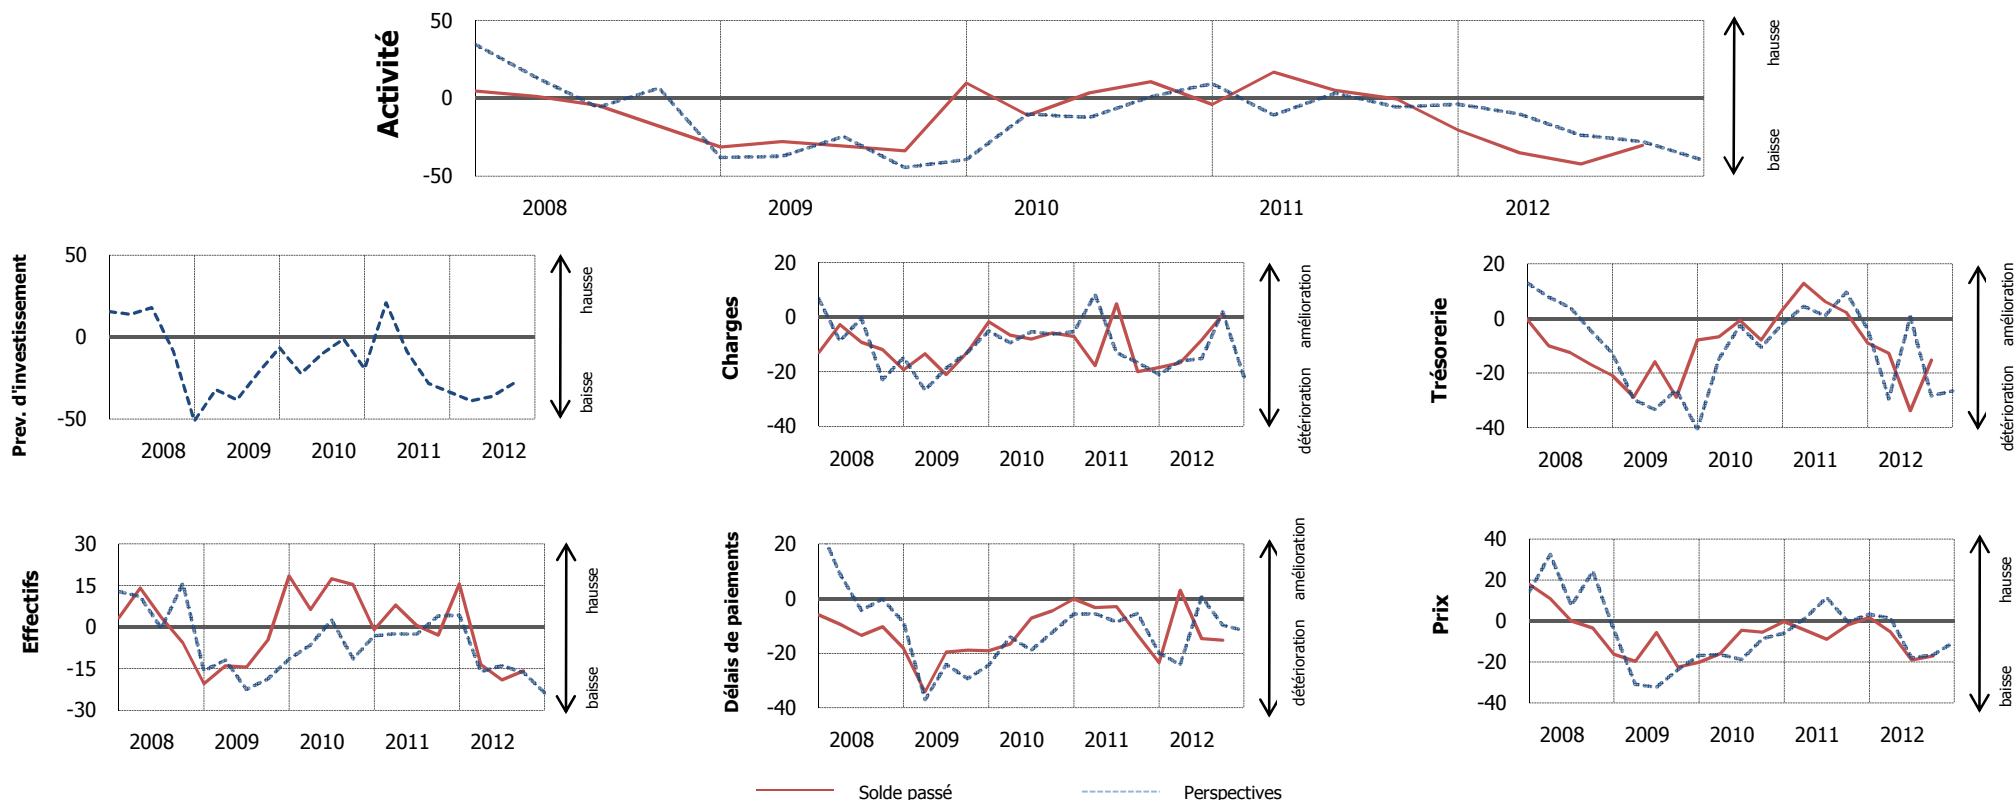 Activité
50
0
-50
hausse
baisse
2008 2009 2010 2011 2012
Prev. d'investissement
50
0
-50
hausse
baisse
2008 2009 2010 2011 2012
Charges
20
0
-20
-40
amélioration
détérioration
2008 2009 2010 2011 2012
Trésorerie
20
0
-20
-40
amélioration
détérioration
2008 2009 2010 2011 2012
Effectifs
30
15
0
-15
-30
hausse
baisse
2008 2009 2010 2011 2012
Délais de paiements
20
0
-20
-40
amélioration
détérioration
2008 2009 2010 2011 2012
Prix
40
20
0
-20
-40
hausse
baisse
2008 2009 2010 2011 2012
Solde passé Perspectives